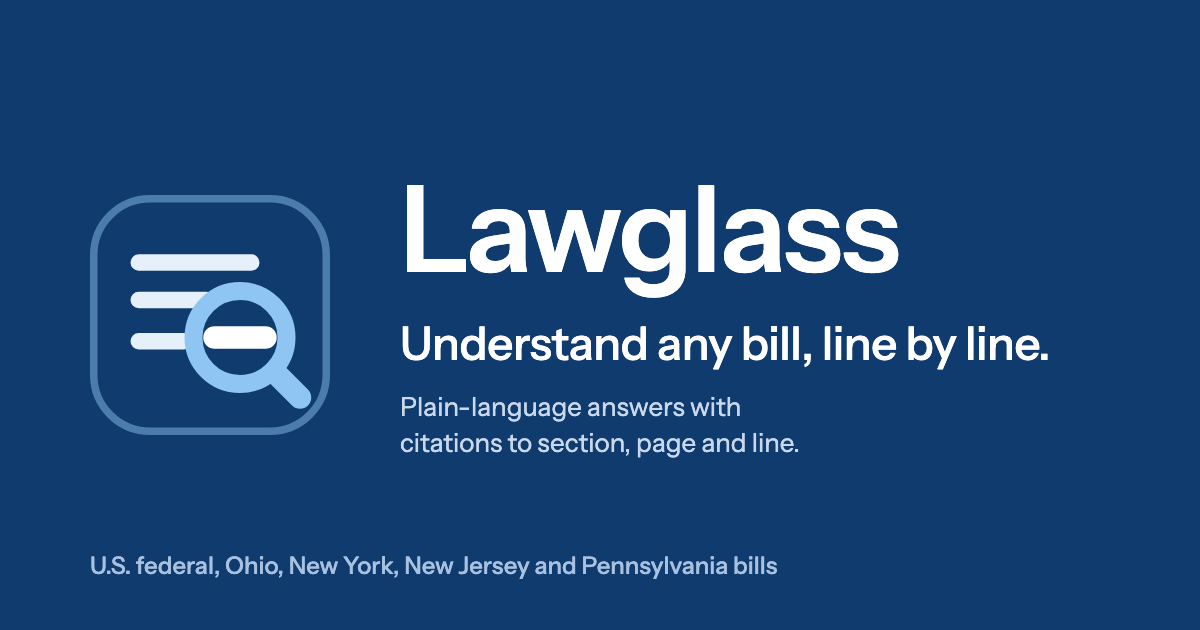 Lawglass
Understand any bill, line by line.
Plain-language answers with
citations to section, page and line.
U.S. federal, Ohio, New York, New Jersey and Pennsylvania bills